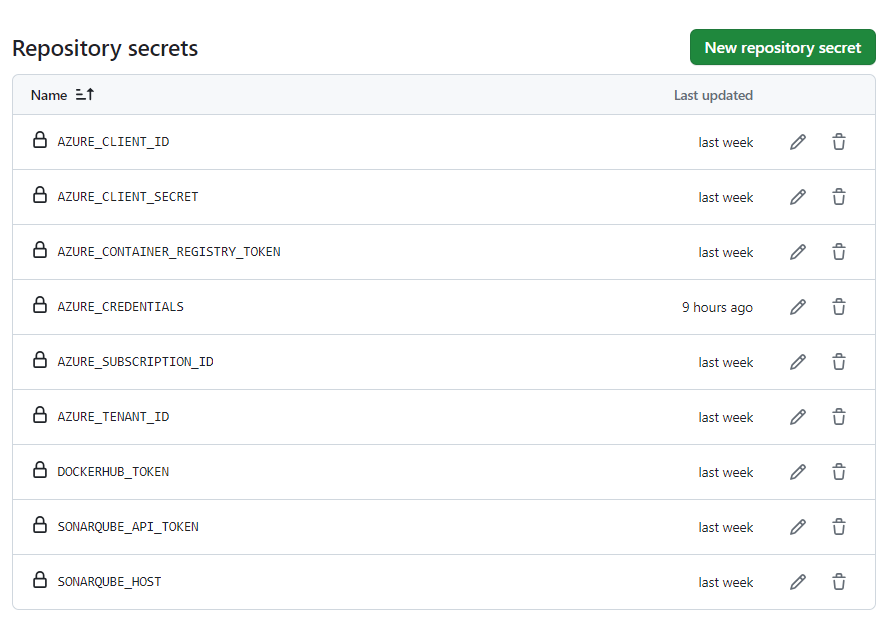 Repository secrets
New repository secret
Name Last updated
AZURE_CLIENT_ID last week
AZURE_CLIENT_SECRET last week
AZURE_CONTAINER_REGISTRY_TOKEN last week
AZURE_CREDENTIALS 9 hours ago
AZURE_SUBSCRIPTION_ID last week
AZURE_TENANT_ID last week
DOCKERHUB_TOKEN last week
SONARQUBE_API_TOKEN last week
SONARQUBE_HOST last week